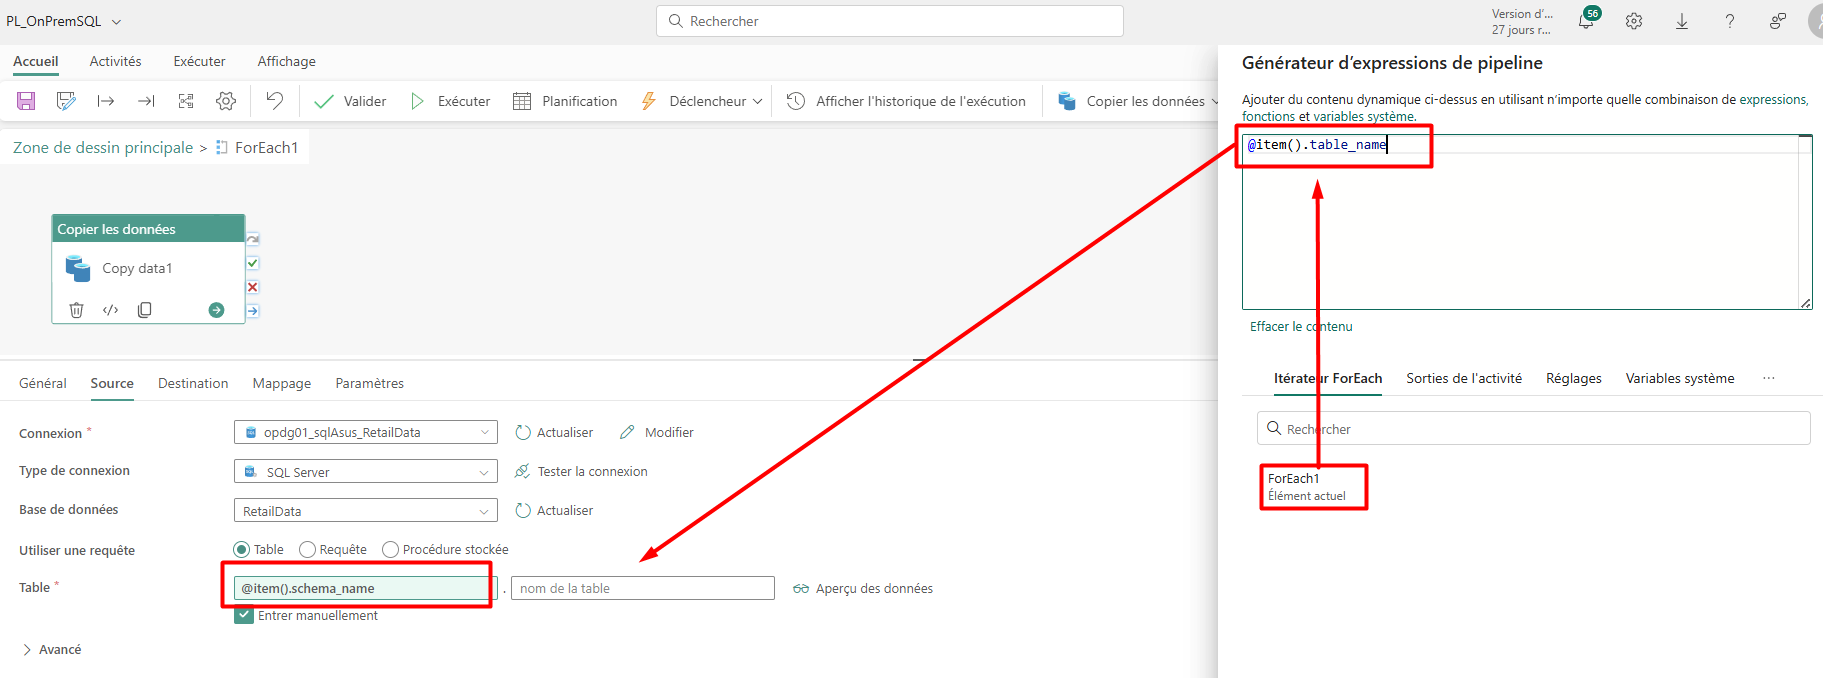 PL_OnPremSQL
Rechercher
Version d’...
27 jours r...
56
?
Accueil Activités Exécuter Affichage
Valider Exécuter Planification Déclencheur Afficher l'historique de l'exécution Copier les données
Zone de dessin principale > ForEach1
Copier les données
Copy data1
Général Source Destination Mappage Paramètres
Connexion * opdg01_sqlAsus_RetailData Actualiser Modifier
Type de connexion SQL Server Tester la connexion
Base de données RetailData Actualiser
Utiliser une requête Table Requête Procédure stockée
Table * @item().schema_name . nom de la table Aperçu des données
Entrer manuellement
Avancé
Générateur d’expressions de pipeline
Ajouter du contenu dynamique ci-dessus en utilisant n’importe quelle combinaison de expressions,
fonctions et variables système.
@item().table_name
Effacer le contenu
Itérateur ForEach Sorties de l'activité Réglages Variables système ...
Rechercher
ForEach1
Élément actuel